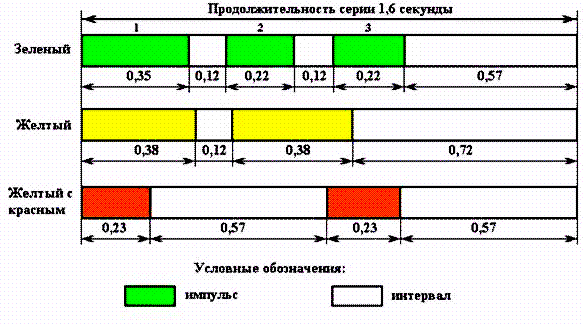 Продолжительность серии 1,6 секунды
1 2 3
Зеленый
0,35 0,12 0,22 0,12 0,22 0,57
Желтый
0,38 0,12 0,38 0,72
Желтый с
красным
0,23 0,57 0,23 0,57
Условные обозначения:
импульс интервал